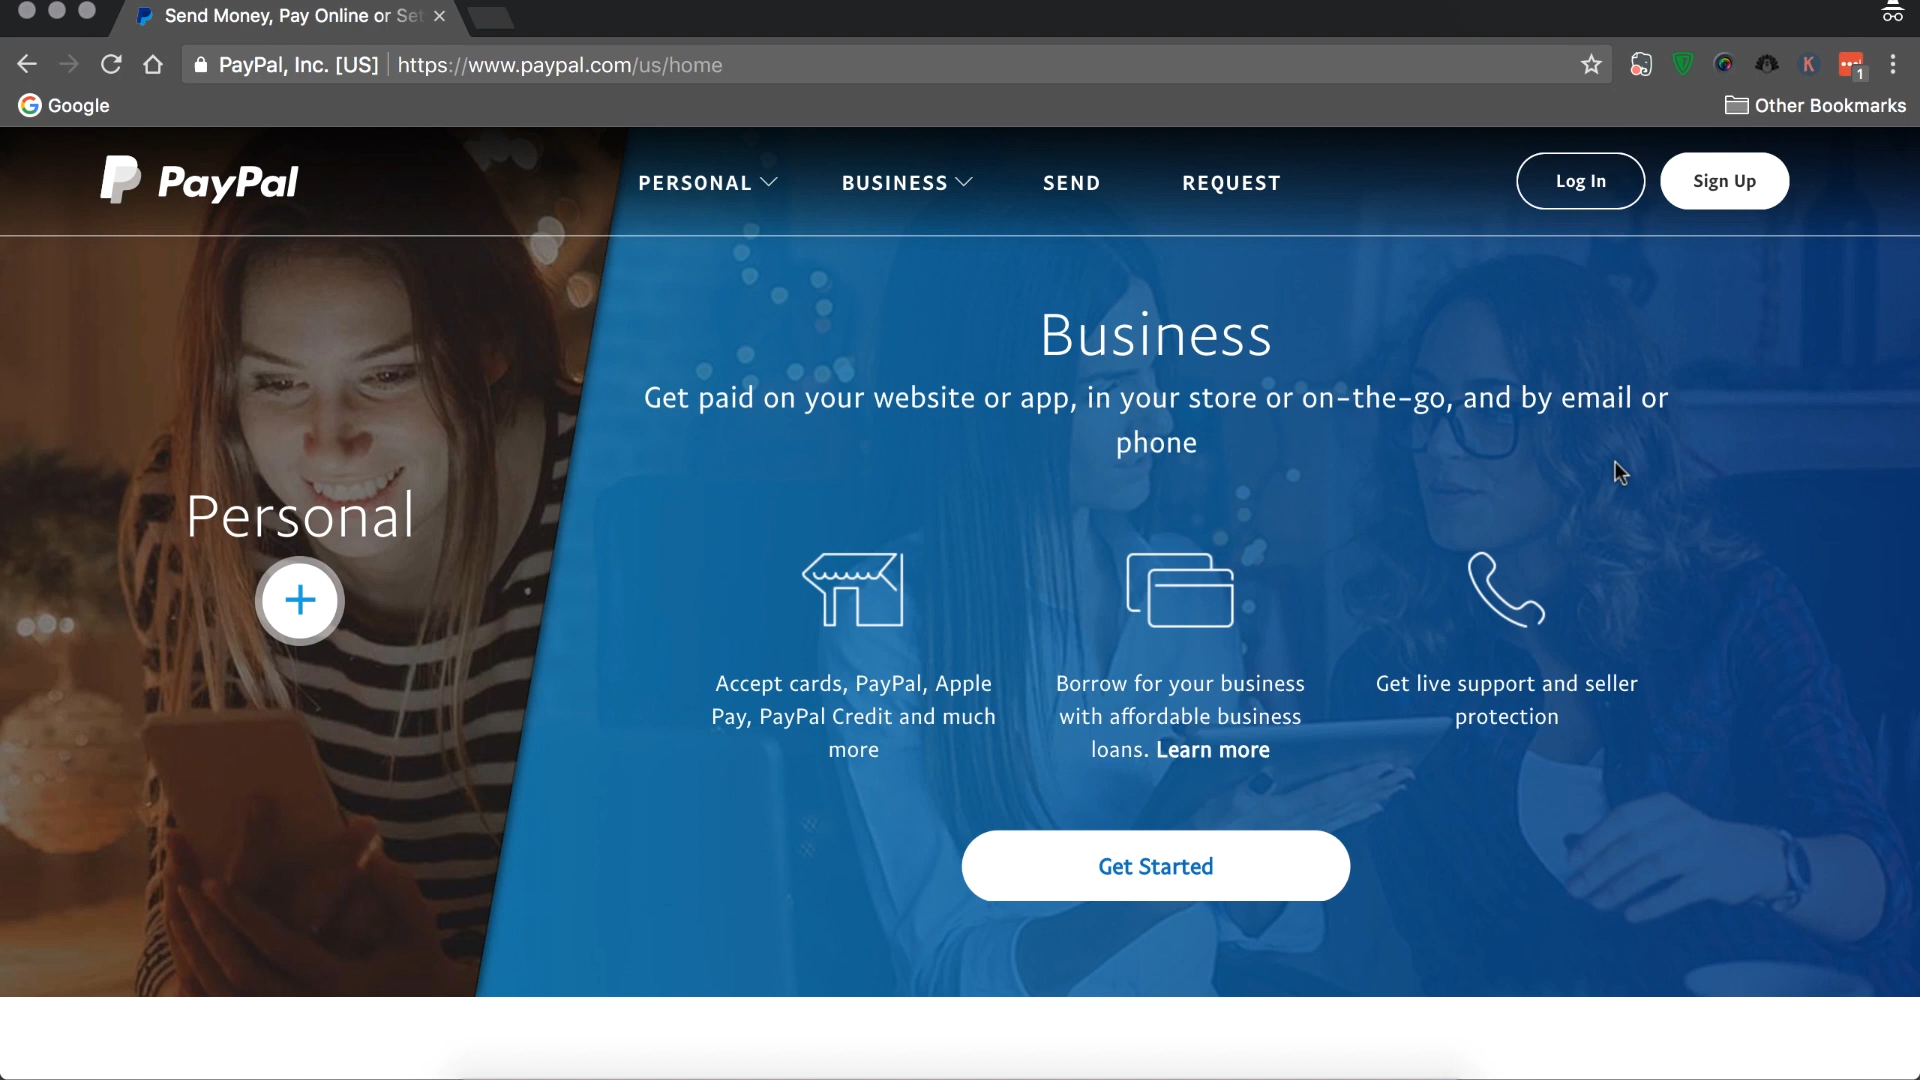 Send Money, Pay Online or Set
PayPal, Inc. [US] https://www.paypal.com/us/home
K
1
Google
Other Bookmarks
PayPal
PERSONAL
BUSINESS
SEND
REQUEST
Log In
Sign Up
Business
Get paid on your website or app, in your store or on-the-go, and by email or
phone
Personal
+
Accept cards, PayPal, Apple
Pay, PayPal Credit and much
more
Borrow for your business
with affordable business
loans. Learn more
Get live support and seller
protection
Get Started